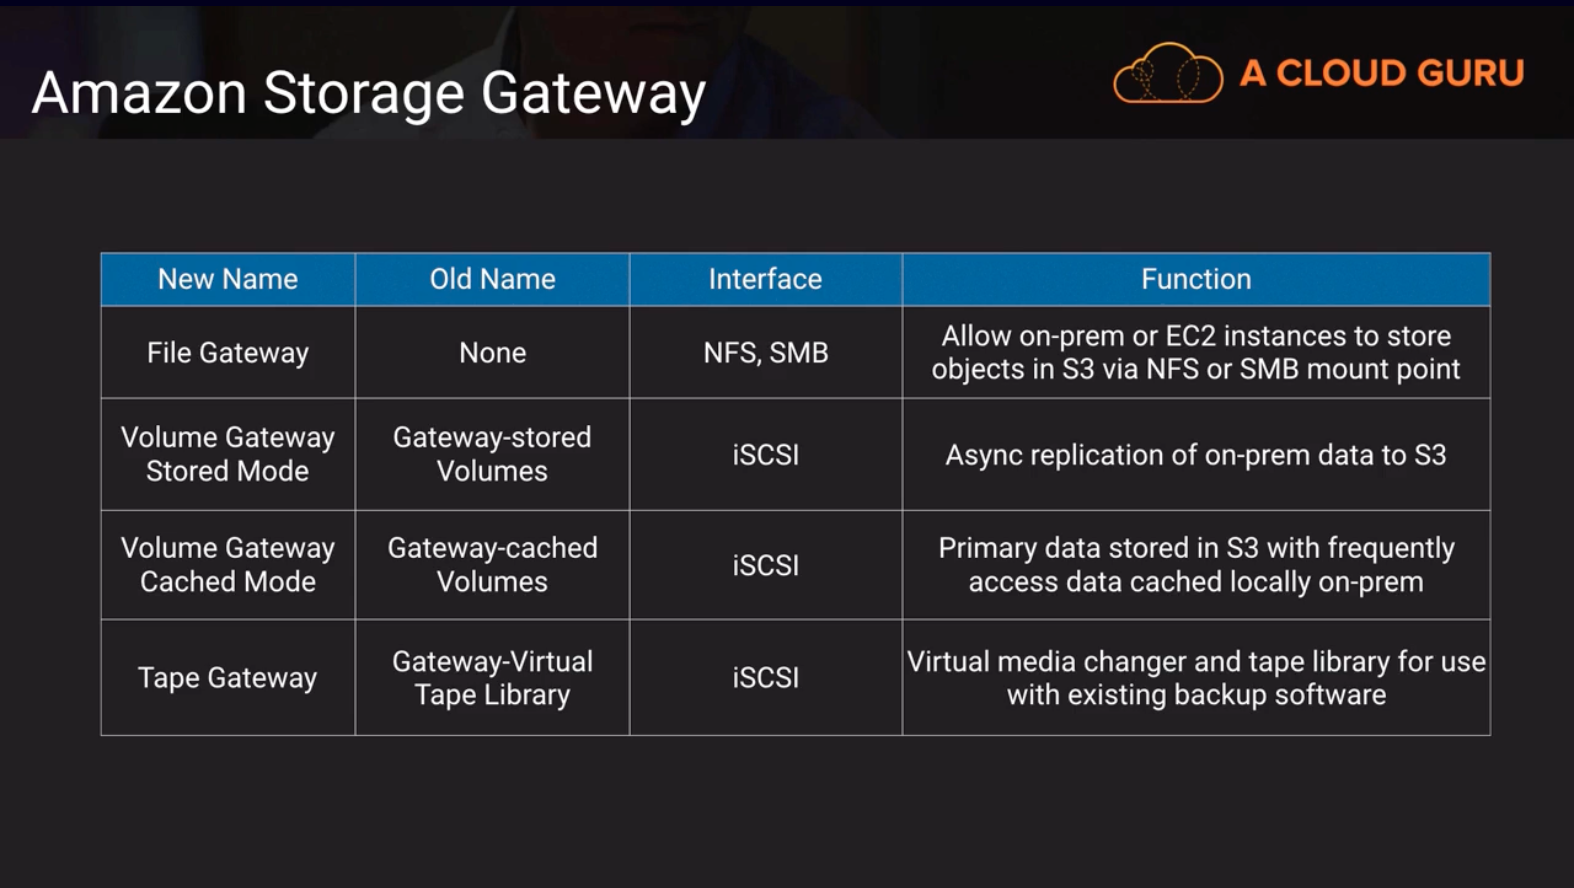 Amazon Storage Gateway
A CLOUD GURU
New Name
Old Name
Interface
Function
File Gateway
None
NFS, SMB
Allow on-prem or EC2 instances to store
objects in S3 via NFS or SMB mount point
Volume Gateway
Stored Mode
Gateway-stored
Volumes
iSCSI
Async replication of on-prem data to S3
Volume Gateway
Cached Mode
Gateway-cached
Volumes
iSCSI
Primary data stored in S3 with frequently
access data cached locally on-prem
Tape Gateway
Gateway-Virtual
Tape Library
iSCSI
Virtual media changer and tape library for use
with existing backup software